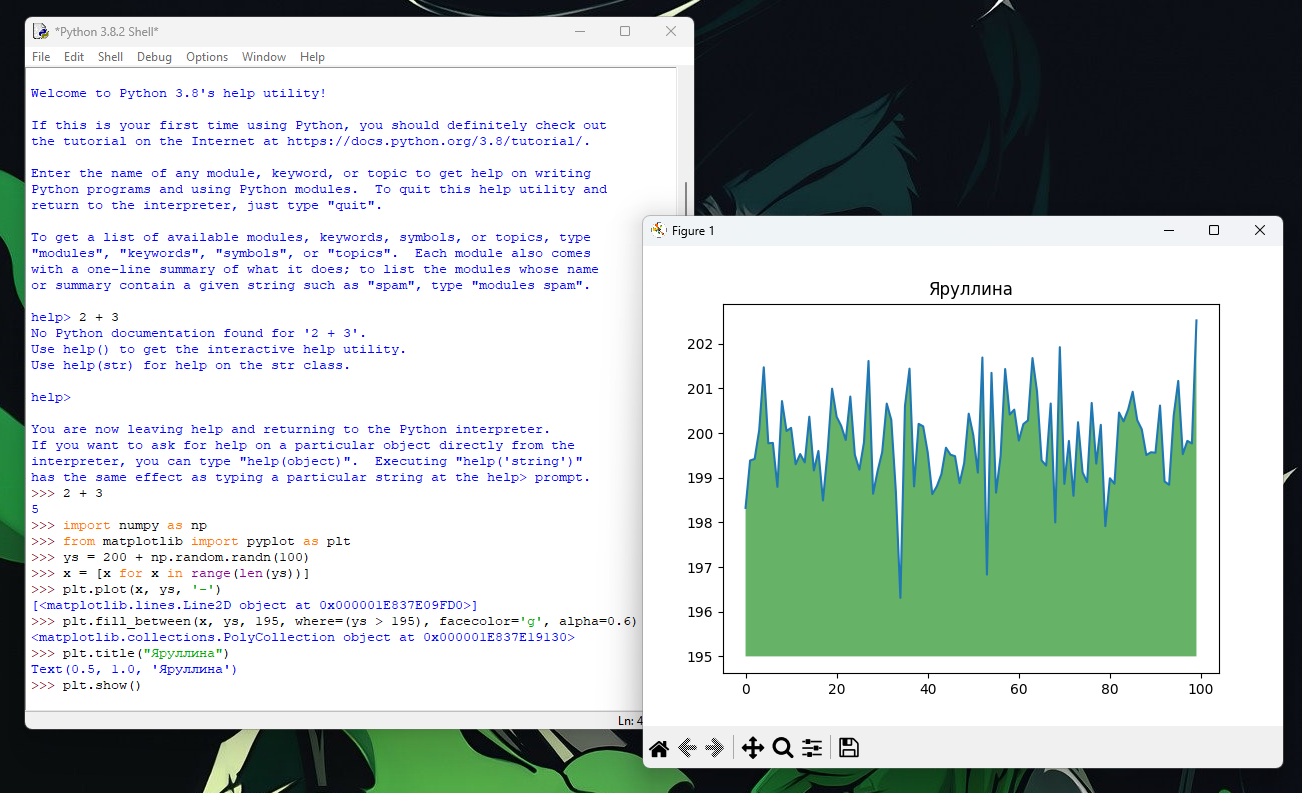 *Python 3.8.2 Shell*
File Edit Shell Debug Options Window Help
Welcome to Python 3.8's help utility!
If this is your first time using Python, you should definitely check out
the tutorial on the Internet at https://docs.python.org/3.8/tutorial/.
Enter the name of any module, keyword, or topic to get help on writing
Python programs and using Python modules.  To quit this help utility and
return to the interpreter, just type "quit".
To get a list of available modules, keywords, symbols, or topics, type
"modules", "keywords", "symbols", or "topics".  Each module also comes
with a one-line summary of what it does; to list the modules whose name
or summary contain a given string such as "spam", type "modules spam".
help> 2 + 3
No Python documentation found for '2 + 3'.
Use help() to get the interactive help utility.
Use help(str) for help on the str class.
help>
You are now leaving help and returning to the Python interpreter.
If you want to ask for help on a particular object directly from the
interpreter, you can type "help(object)".  Executing "help('string')"
has the same effect as typing a particular string at the help> prompt.
>>> 2 + 3
5
>>> import numpy as np
>>> from matplotlib import pyplot as plt
>>> ys = 200 + np.random.randn(100)
>>> x = [x for x in range(len(ys))]
>>> plt.plot(x, ys, '-')
[<matplotlib.lines.Line2D object at 0x000001E837E09FD0>]
>>> plt.fill_between(x, ys, 195, where=(ys > 195), facecolor='g', alpha=0.6)
<matplotlib.collections.PolyCollection object at 0x000001E837E19130>
>>> plt.title("Яруллина")
Text(0.5, 1.0, 'Яруллина')
>>> plt.show()
Ln: 4
Figure 1
Яруллина
202
201
200
199
198
197
196
195
0 20 40 60 80 100